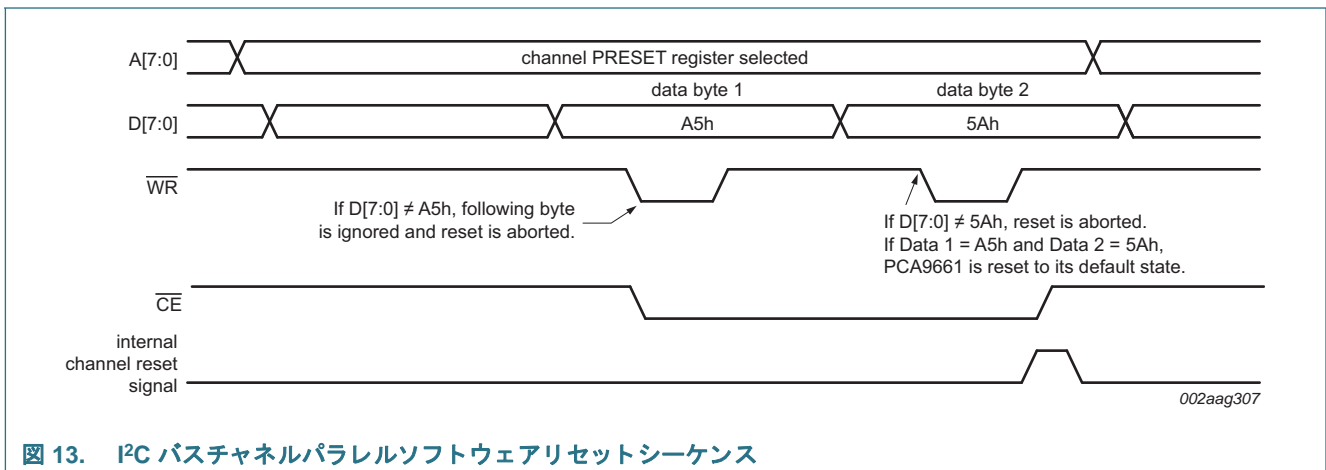 A[7:0]
channel PRESET register selected
data byte 1
data byte 2
D[7:0]
A5h
5Ah
WR
If D[7:0] ≠ A5h, following byte
is ignored and reset is aborted.
If D[7:0] ≠ 5Ah, reset is aborted.
If Data 1 = A5h and Data 2 = 5Ah,
PCA9661 is reset to its default state.
CE
internal
channel reset
signal
002aag307
図 13. I²C バスチャネルパラレルソフトウェアリセットシーケンス